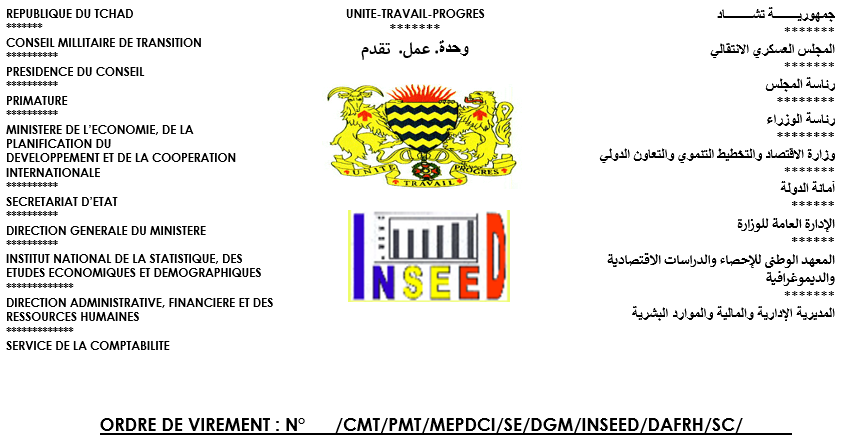 REPUBLIQUE DU TCHAD
*******
CONSEIL MILLITAIRE DE TRANSITION
**********
PRESIDENCE DU CONSEIL
**********
PRIMATURE
**********
MINISTERE DE L'ECONOMIE, DE LA
PLANIFICATION DU
DEVELOPPEMENT ET DE LA COOPERATION
INTERNATIONALE
**********
SECRETARIAT D'ETAT
**********
DIRECTION GENERALE DU MINISTERE
**********
INSTITUT NATIONAL DE LA STATISTIQUE, DES
ETUDES ECONOMIQUES ET DEMOGRAPHIQUES
*************
DIRECTION ADMINISTRATIVE, FINANCIERE ET DES
RESSOURCES HUMAINES
*************
SERVICE DE LA COMPTABILITE
UNITE-TRAVAIL-PROGRES
*******
وحدة. عمل. تقدم
UNITE TRAVAIL PROGRES
INSEED
جمهوريـــــة تشـــــاد
*******
المجلس العسكري الانتقالي
*******
رئاسة المجلس
********
رئاسة الوزراء
********
وزارة الاقتصاد والتخطيط التنموي والتعاون الدولي
*******
أمانة الدولة
******
الإدارة العامة للوزارة
******
المعهد الوطني للإحصاء والدراسات الاقتصادية
والديموغرافية
*******
المديرية الإدارية والمالية والموارد البشرية
ORDRE DE VIREMENT : N° /CMT/PMT/MEPDCI/SE/DGM/INSEED/DAFRH/SC/